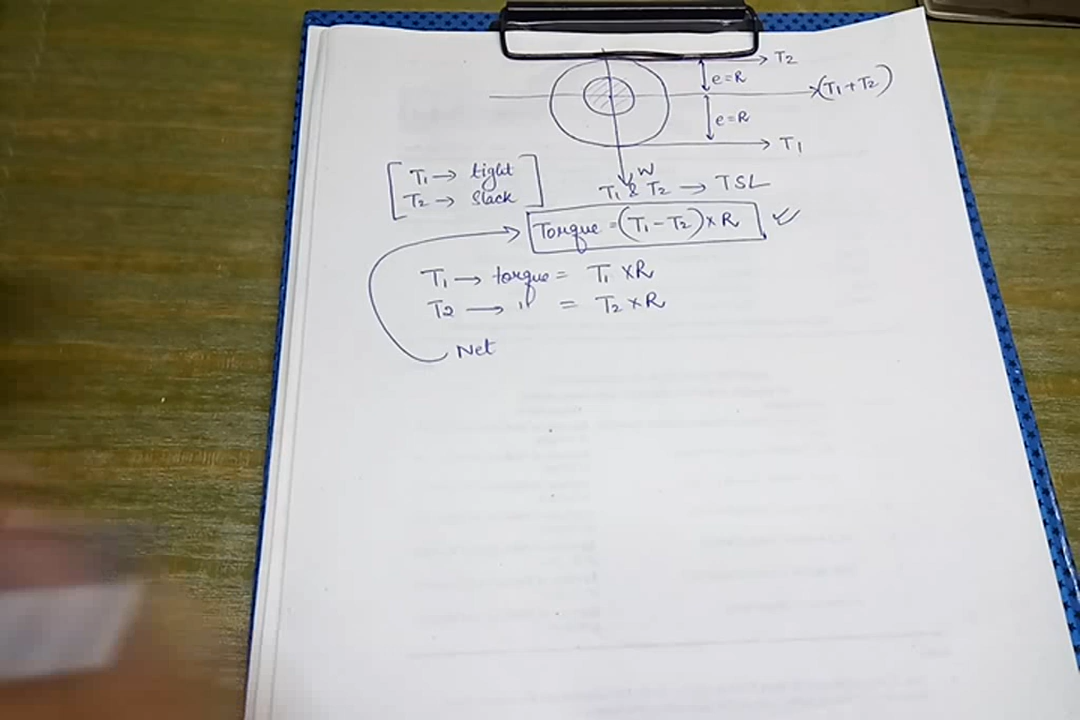 T2
e=R
(T1+T2)
e=R
T1
W
T1 → tight
T2 → Slack
T1 & T2 → TSL
Torque = (T1 - T2) × R
T1 → torque = T1 × R
T2 → 11 = T2 × R
Net